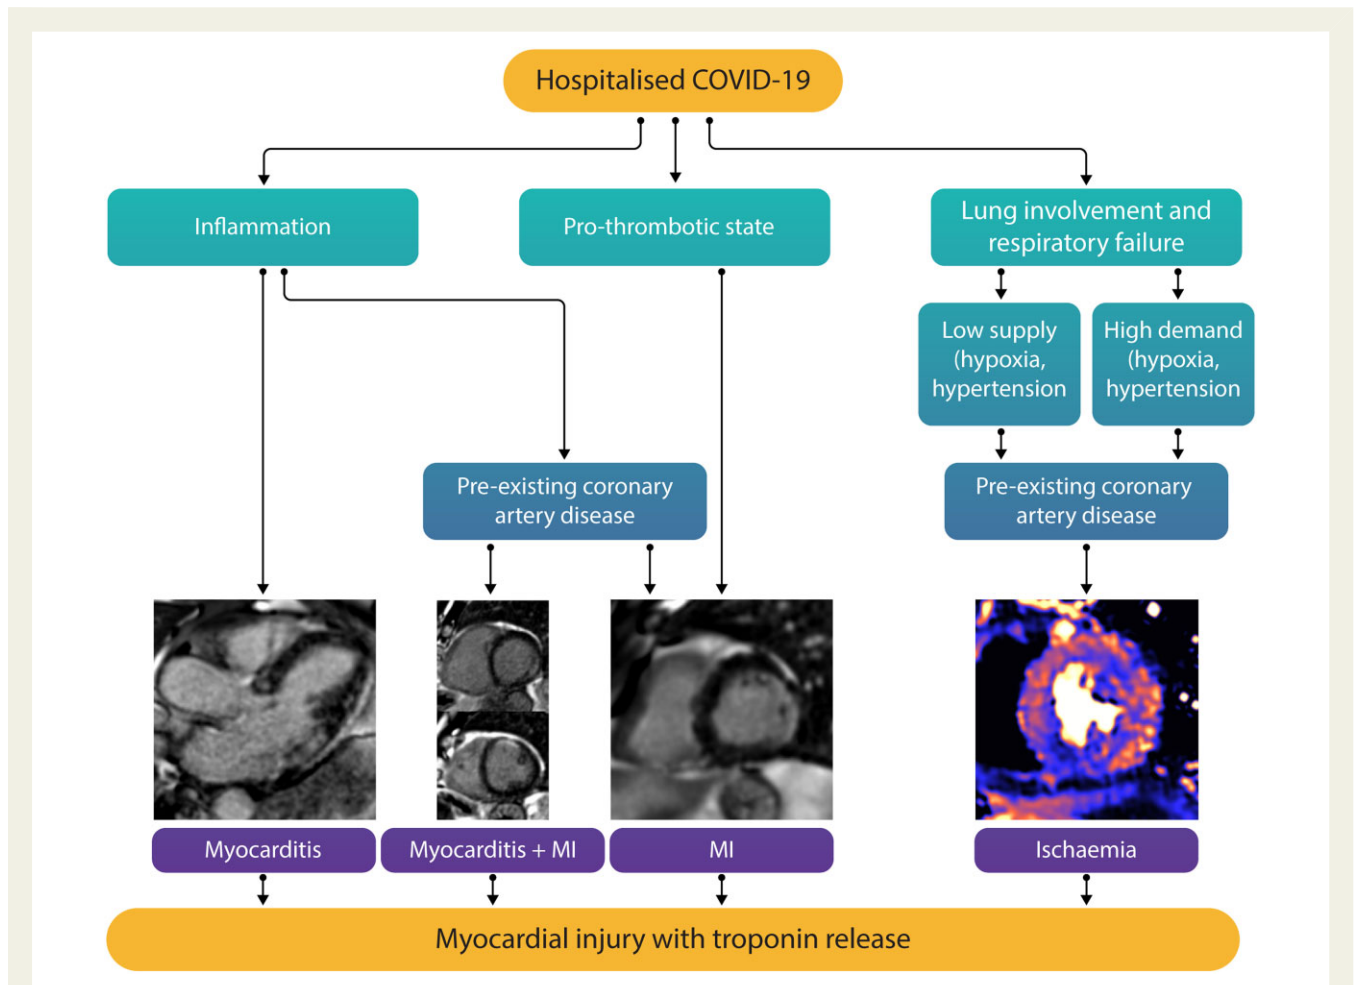 Hospitalised COVID-19
Inflammation
Pro-thrombotic state
Lung involvement and
respiratory failure
Low supply
(hypoxia,
hypertension
High demand
(hypoxia,
hypertension
Pre-existing coronary
artery disease
Pre-existing coronary
artery disease
Myocarditis
Myocarditis + MI
MI
Ischaemia
Myocardial injury with troponin release